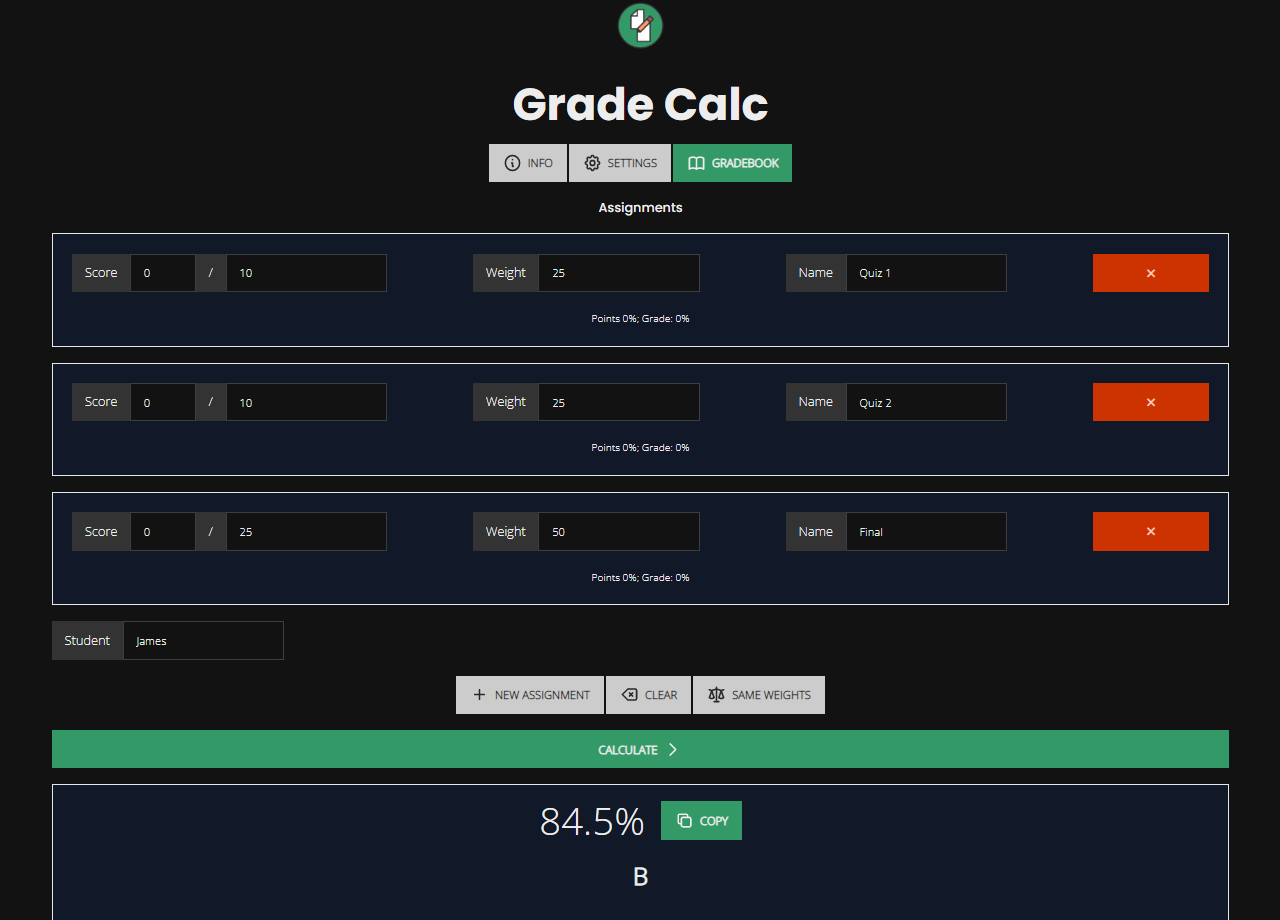 Grade Calc
INFO SETTINGS GRADEBOOK
Assignments
Score 0 / 10 Weight 25 Name Quiz 1 ×
Points 0%; Grade: 0%
Score 0 / 10 Weight 25 Name Quiz 2 ×
Points 0%; Grade: 0%
Score 0 / 25 Weight 50 Name Final ×
Points 0%; Grade: 0%
Student James
NEW ASSIGNMENT CLEAR SAME WEIGHTS
CALCULATE
84.5% COPY
B